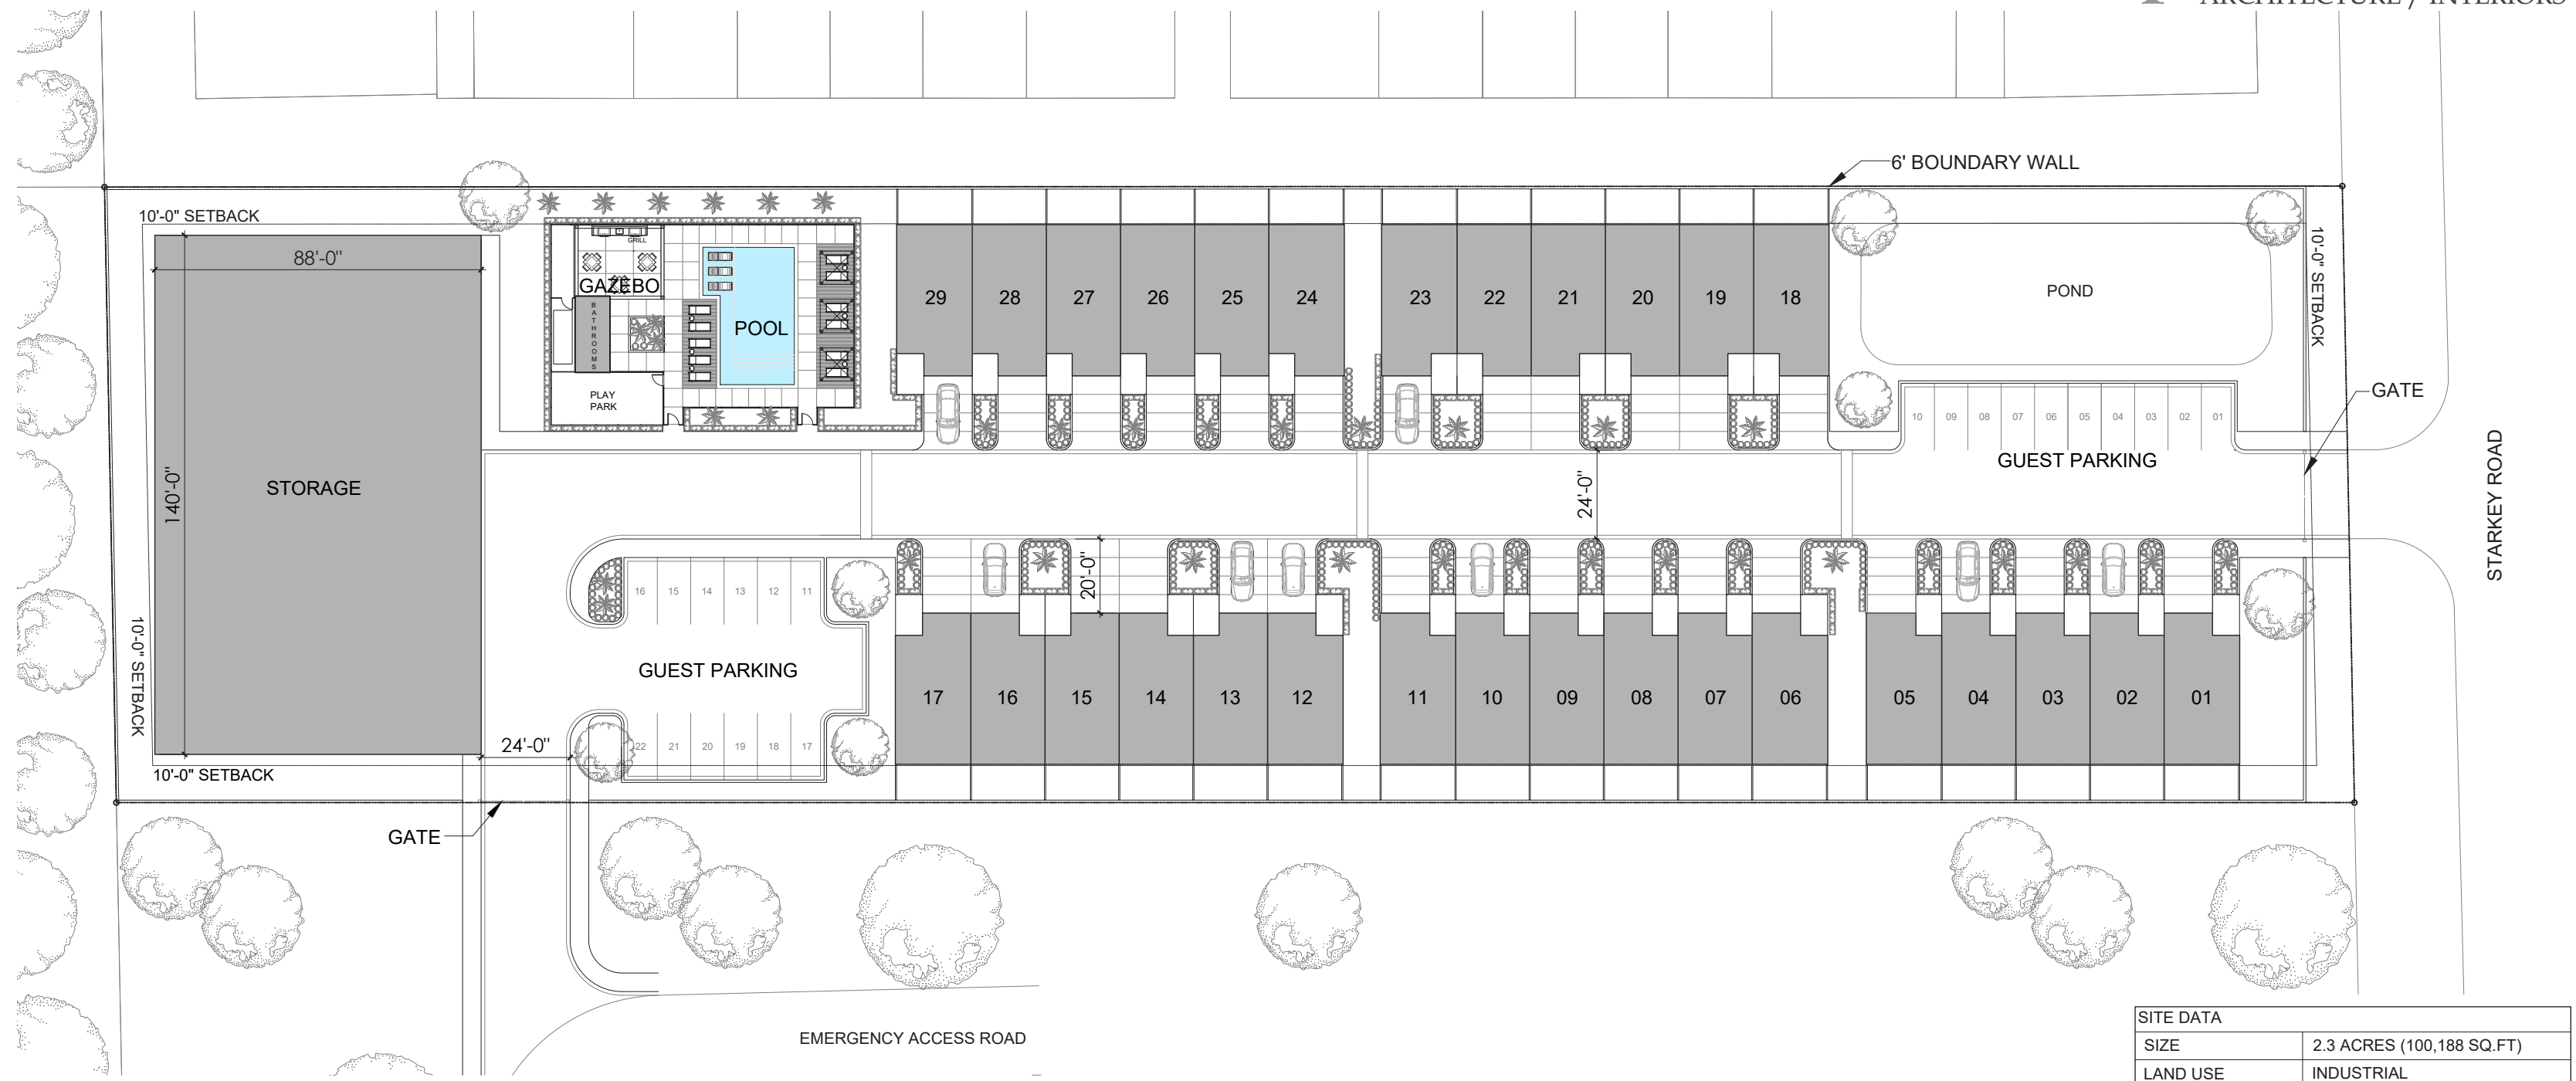 ARCHITECTURE / INTERIORS
6' BOUNDARY WALL
10'-0" SETBACK
88'-0"
GRILL
GAZEBO
BATHROOMS
POOL
PLAY
PARK
29 28 27 26 25 24 23 22 21 20 19 18
POND
10'-0" SETBACK
GATE
10 09 08 07 06 05 04 03 02 01
GUEST PARKING
STARKEY ROAD
140'-0"
STORAGE
24'-0"
20'-0"
16 15 14 13 12 11
GUEST PARKING
10'-0" SETBACK
17 16 15 14 13 12 11 10 09 08 07 06 05 04 03 02 01
24'-0"
22 21 20 19 18 17
10'-0" SETBACK
GATE
EMERGENCY ACCESS ROAD
SITE DATA
SIZE 2.3 ACRES (100,188 SQ.FT)
LAND USE INDUSTRIAL